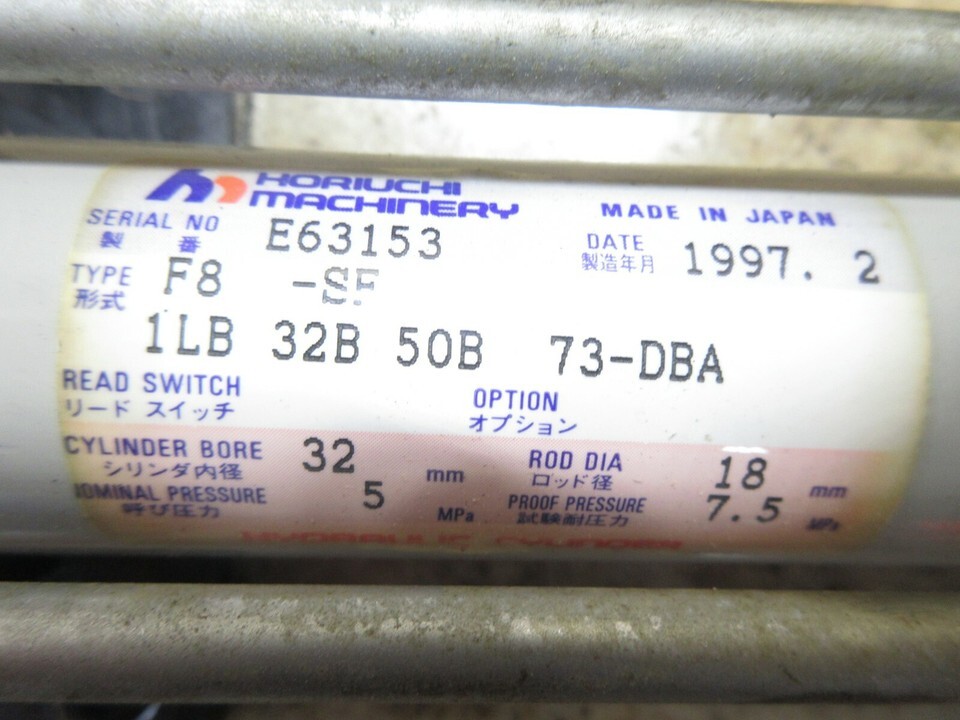 HORIUCHI
MACHINERY
MADE IN JAPAN
SERIAL NO E63153
製 番
DATE 1997. 2
製造年月
TYPE F8 -SF
形式
1LB 32B 50B 73-DBA
READ SWITCH
リード スイッチ
OPTION
オプション
CYLINDER BORE 32 mm
シリンダ内径
ROD DIA 18 mm
ロッド径
NOMINAL PRESSURE 5 MPa
呼び圧力
PROOF PRESSURE 7.5 MPa
試験耐圧力
HYDRAULIC CYLINDER